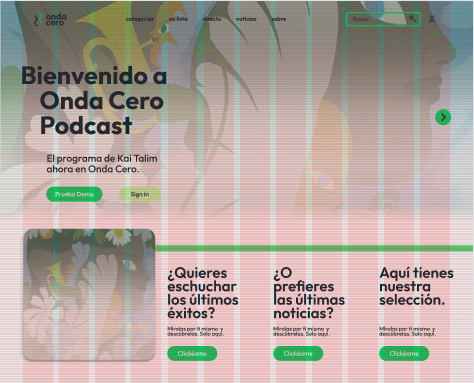 onda
cero
categorías mi lista directo noticias sobre
Buscar
Bienvenido a
Onda Cero
Podcast
El programa de Kai Talim
ahora en Onda Cero.
Prueba Demo Sign in
¿Quieres
eschuchar
los últimos
éxitos?
Míralas por ti mismo y
descúbrelas. Solo aquí.
Clickéame
¿O
prefieres
las últimas
noticias?
Míralas por ti mismo y
descúbrelas. Solo aquí.
Clickéame
Aquí tienes
nuestra
selección.
Míralas por ti mismo y
descúbrelas. Solo aquí.
Clickéame